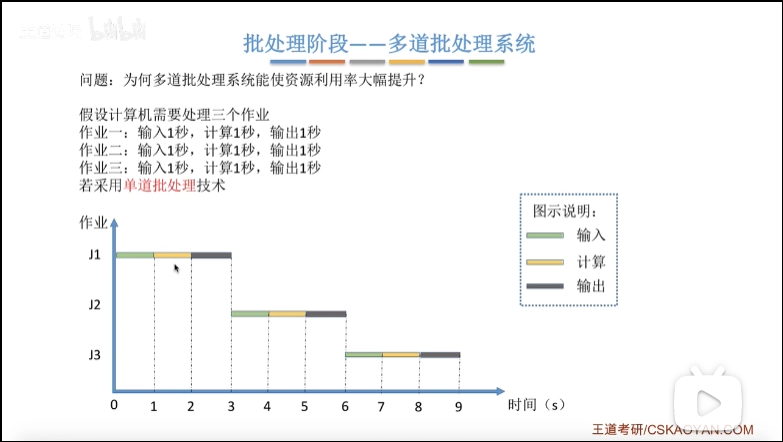 王道考研 bilibili
批处理阶段——多道批处理系统
问题：为何多道批处理系统能使资源利用率大幅提升？
假设计算机需要处理三个作业
作业一：输入1秒，计算1秒，输出1秒
作业二：输入1秒，计算1秒，输出1秒
作业三：输入1秒，计算1秒，输出1秒
若采用单道批处理技术
图示说明：
输入
计算
输出
作业
J1
J2
J3
0 1 2 3 4 5 6 7 8 9 时间（s）
王道考研/CSKAOYAN.COM